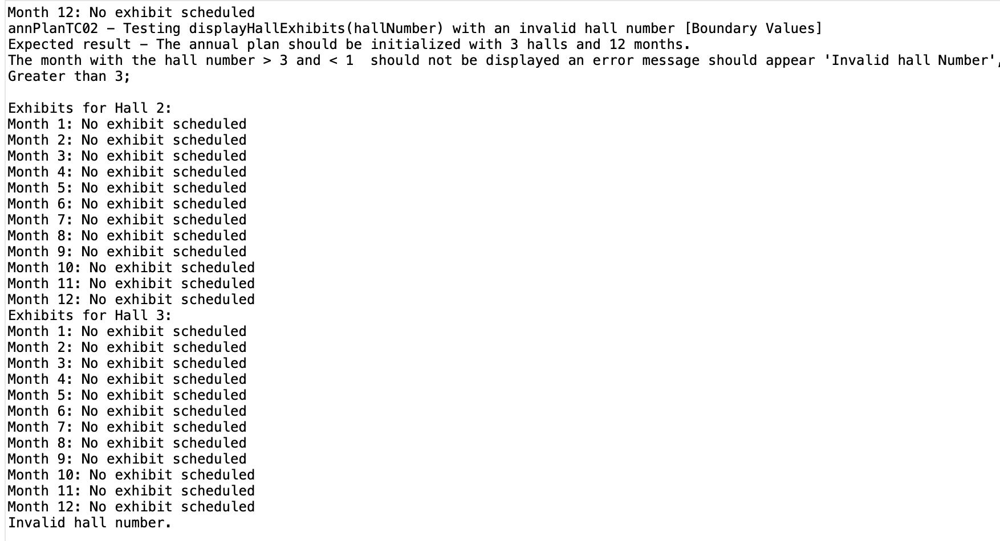 Month 12: No exhibit scheduled
annPlanTC02 – Testing displayHallExhibits(hallNumber) with an invalid hall number [Boundary Values]
Expected result – The annual plan should be initialized with 3 halls and 12 months.
The month with the hall number > 3 and < 1  should not be displayed an error message should appear 'Invalid hall Number',
Greater than 3;
Exhibits for Hall 2:
Month 1: No exhibit scheduled
Month 2: No exhibit scheduled
Month 3: No exhibit scheduled
Month 4: No exhibit scheduled
Month 5: No exhibit scheduled
Month 6: No exhibit scheduled
Month 7: No exhibit scheduled
Month 8: No exhibit scheduled
Month 9: No exhibit scheduled
Month 10: No exhibit scheduled
Month 11: No exhibit scheduled
Month 12: No exhibit scheduled
Exhibits for Hall 3:
Month 1: No exhibit scheduled
Month 2: No exhibit scheduled
Month 3: No exhibit scheduled
Month 4: No exhibit scheduled
Month 5: No exhibit scheduled
Month 6: No exhibit scheduled
Month 7: No exhibit scheduled
Month 8: No exhibit scheduled
Month 9: No exhibit scheduled
Month 10: No exhibit scheduled
Month 11: No exhibit scheduled
Month 12: No exhibit scheduled
Invalid hall number.